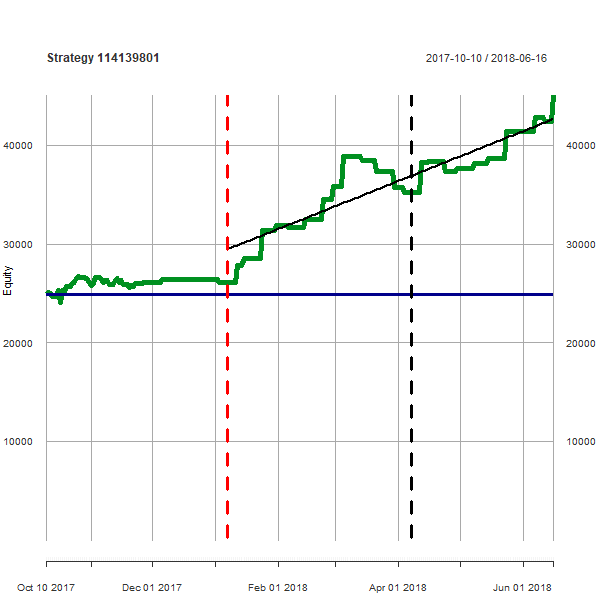 Strategy 114139801
2017-10-10 / 2018-06-16
40000
40000
30000
30000
Equity
20000
20000
10000
10000
Oct 10 2017
Dec 01 2017
Feb 01 2018
Apr 01 2018
Jun 01 2018